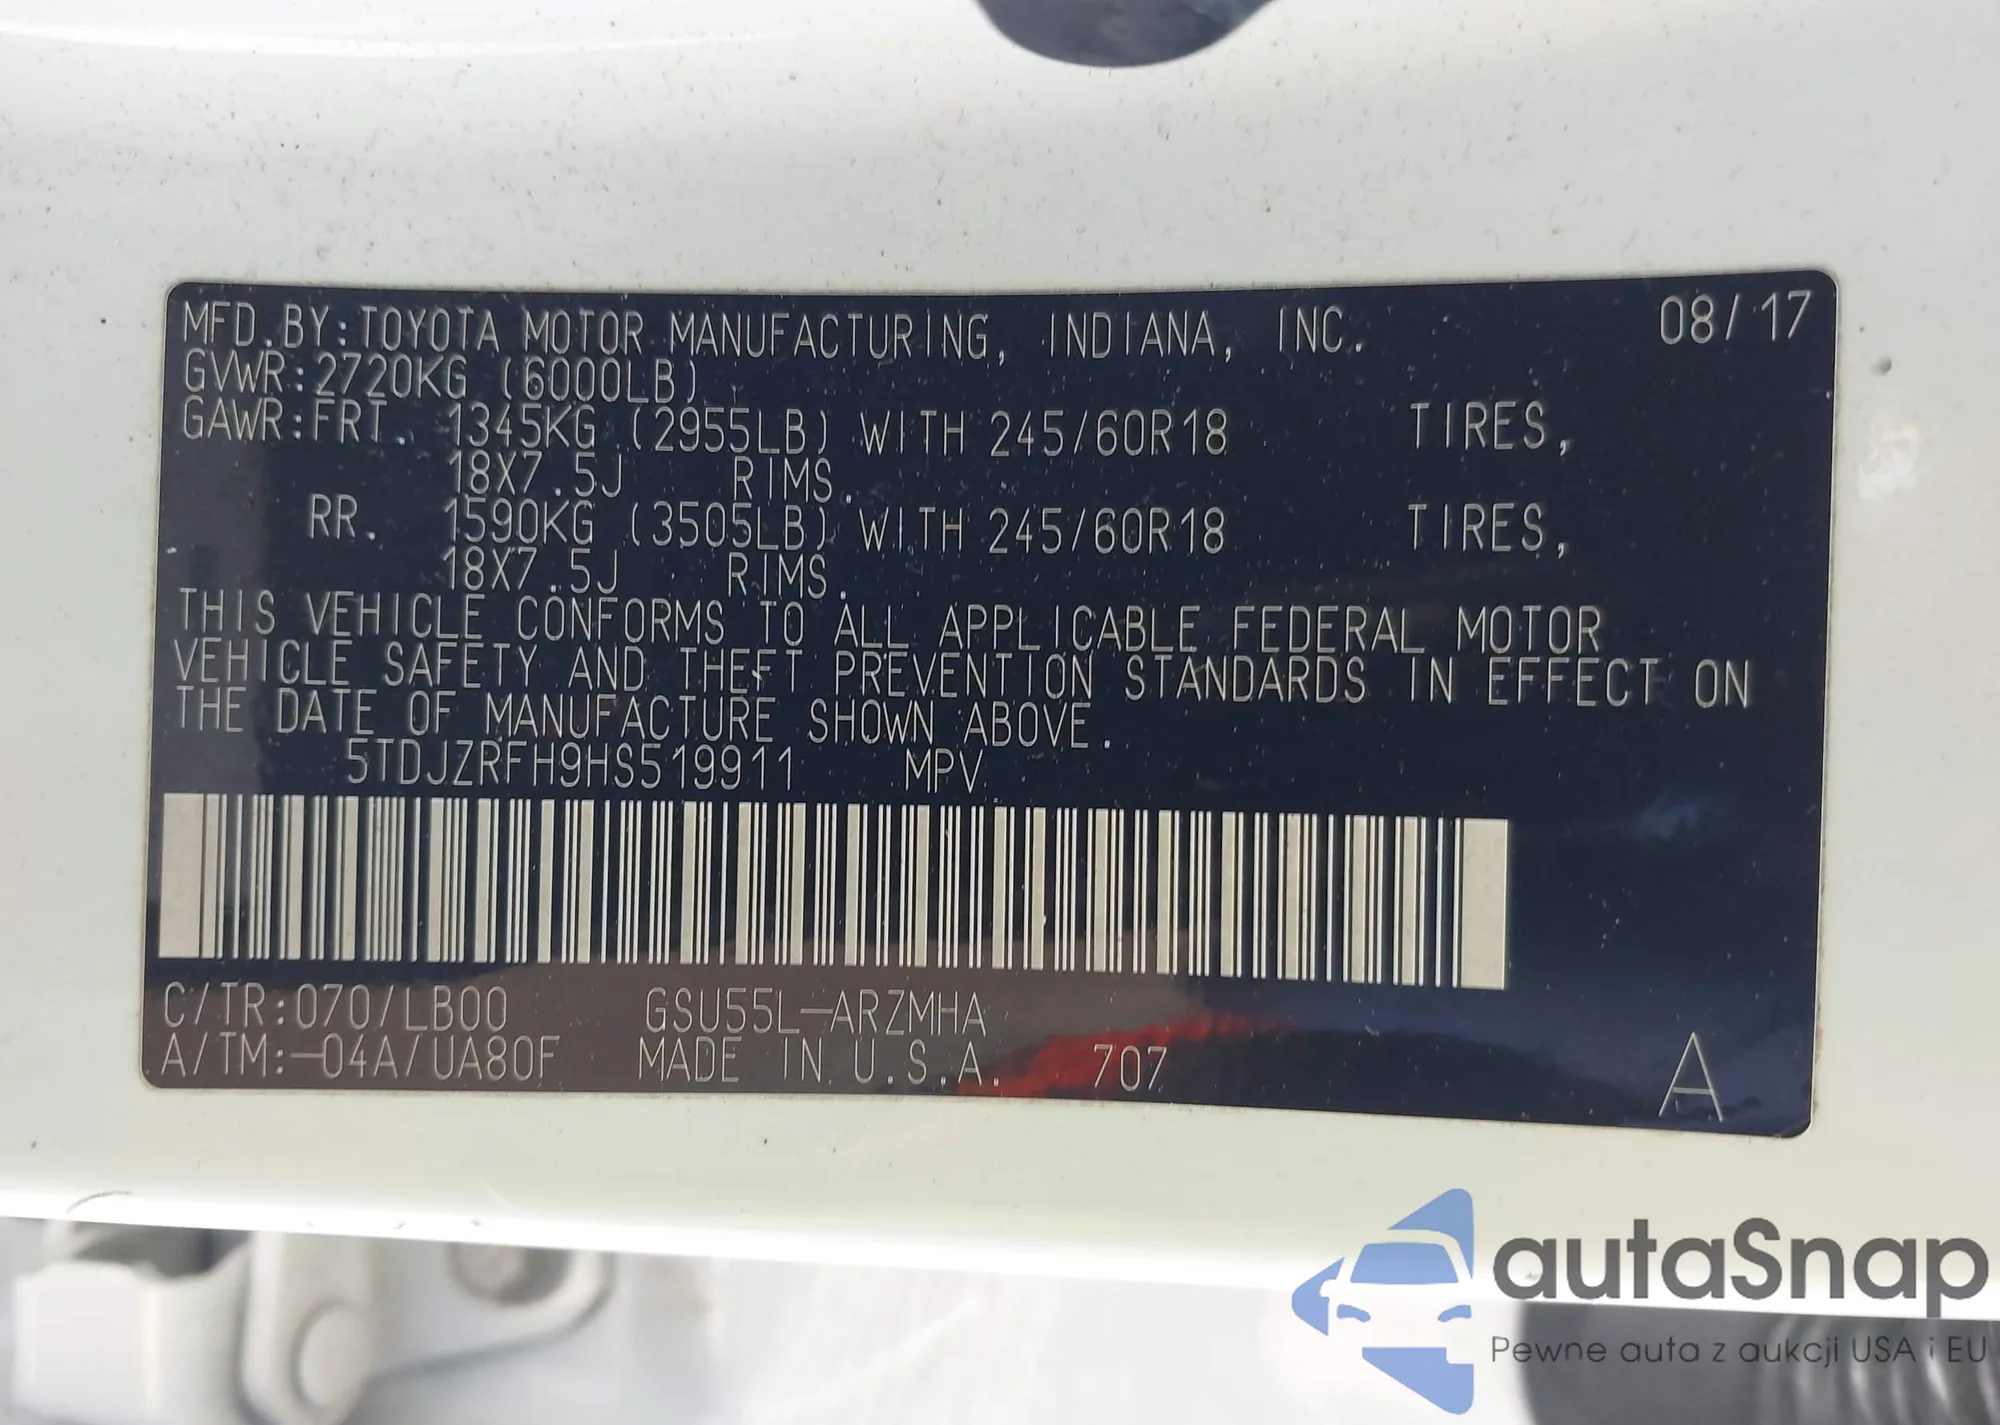 MFD.BY:TOYOTA MOTOR MANUFACTURING, INDIANA, INC. 08/17
GVWR:2720KG (6000LB)
GAWR:FRT. 1345KG (2955LB) WITH 245/60R18 TIRES,
18X7.5J RIMS.
RR. 1590KG (3505LB) WITH 245/60R18 TIRES,
18X7.5J RIMS.
THIS VEHICLE CONFORMS TO ALL APPLICABLE FEDERAL MOTOR
VEHICLE SAFETY AND THEFT PREVENTION STANDARDS IN EFFECT ON
THE DATE OF MANUFACTURE SHOWN ABOVE.
5TDJZRFH9HS519911 MPV
C/TR:070/LB00 GSU55L-ARZMHA
A/TM:-04A/UA80F MADE IN U.S.A. 707 A
autaSnap
Pewne auta z aukcji USA i EU